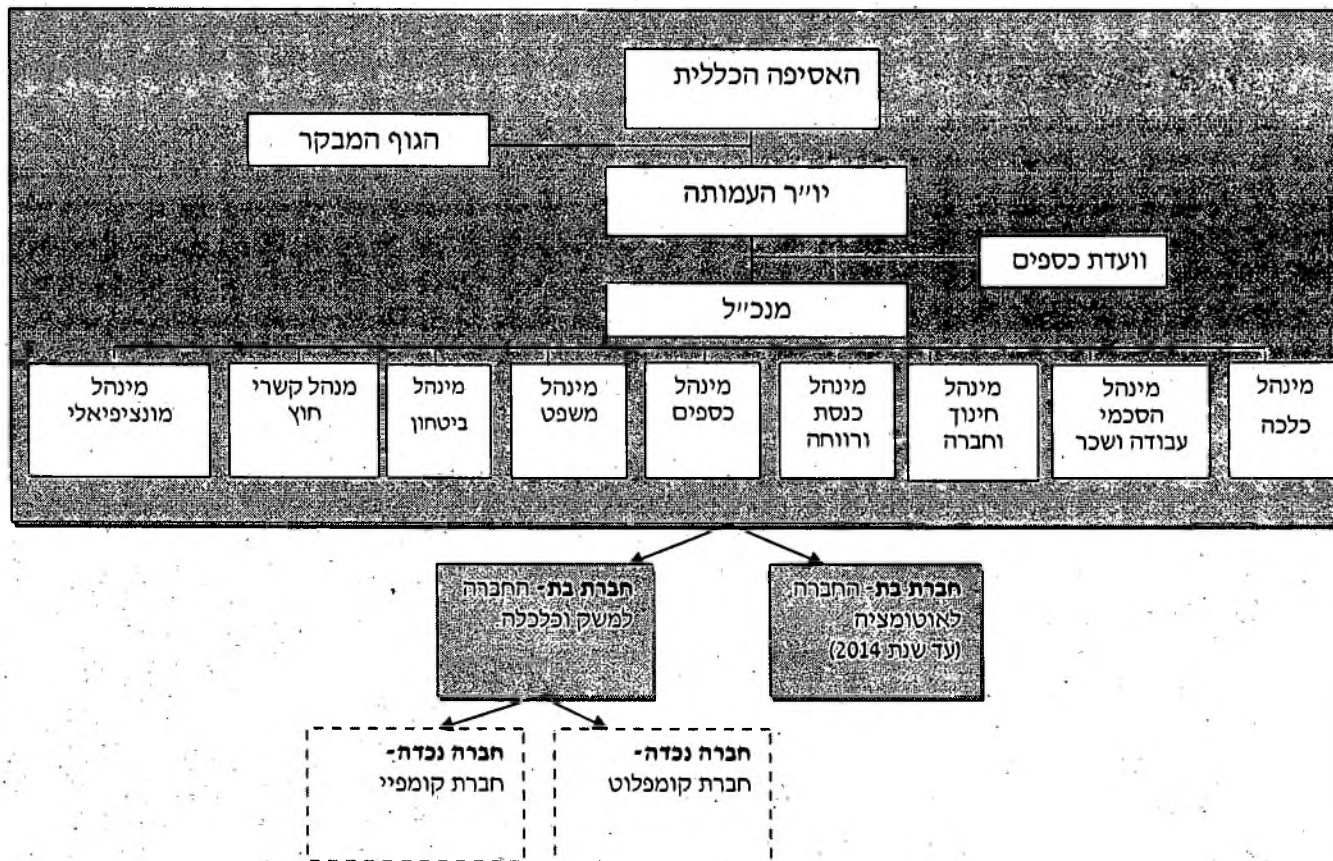 האסיפה הכללית
הגוף המבקר
יו״ר העמותה
וועדת כספים
מנכ״ל
מינהל
כלכה
מינהל
הסכמי
עבודה ושכר
מינהל
חינוך
וחברה
מינהל
כנסת
ורווחה
מינהל
כספים
מינהל
משפט
מינהל
ביטחון
מנהל קשרי
חוץ
מינהל
מונציפיאלי
חברת בת- החברה
לאוטומציה
(עד שנת 2014)
חברת בת- החברה
למשק וכלכלה
חברה נכדה-
חברת קומפלוט
חברה נכדה-
חברת קומפיי